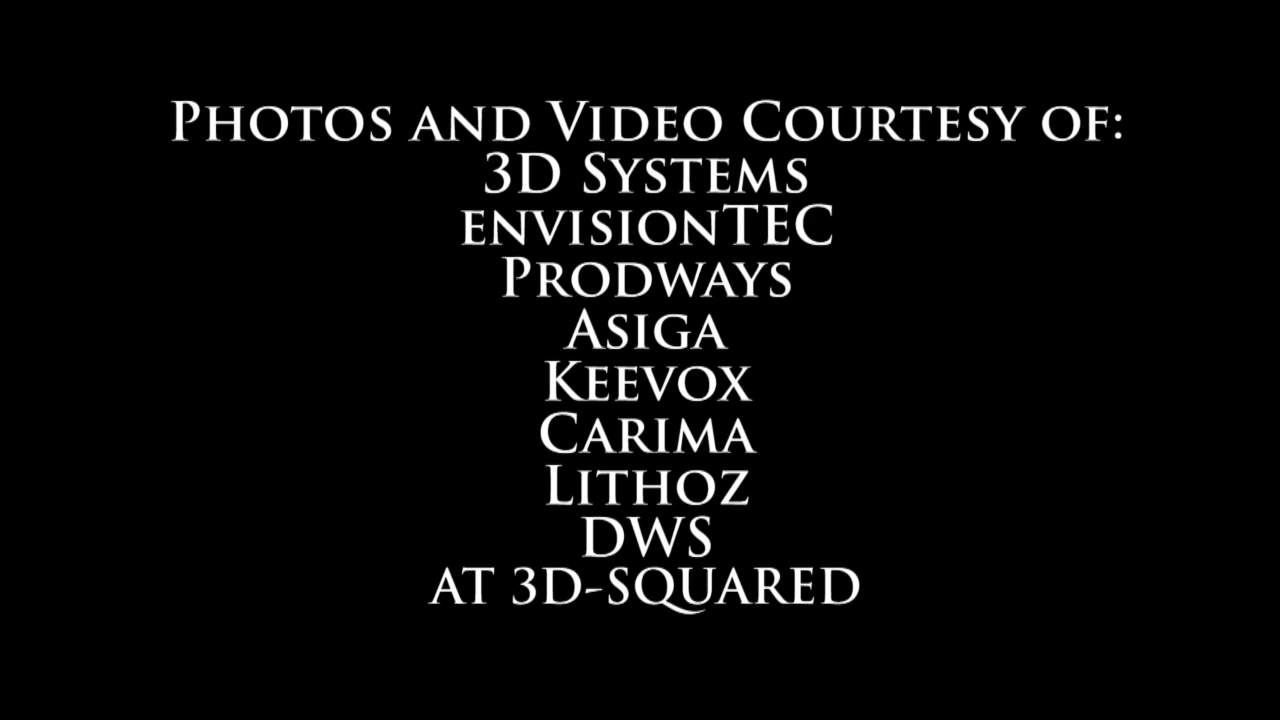 Photos and Video Courtesy of:
3D Systems
envisionTEC
Prodways
Asiga
Keevox
Carima
Lithoz
DWS
at 3D-squared